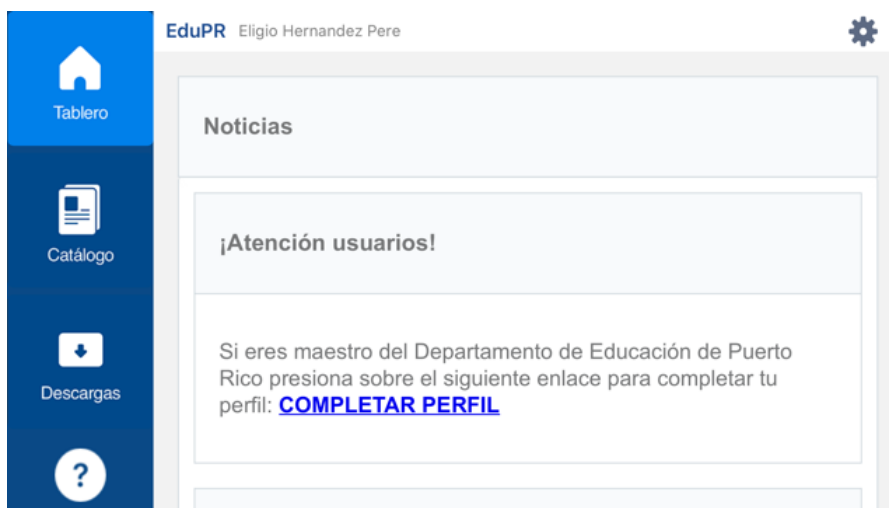 EduPR Eligio Hernandez Pere
Tablero
Noticias
Catálogo
¡Atención usuarios!
Descargas
Si eres maestro del Departamento de Educación de Puerto
Rico presiona sobre el siguiente enlace para completar tu
perfil: COMPLETAR PERFIL
?